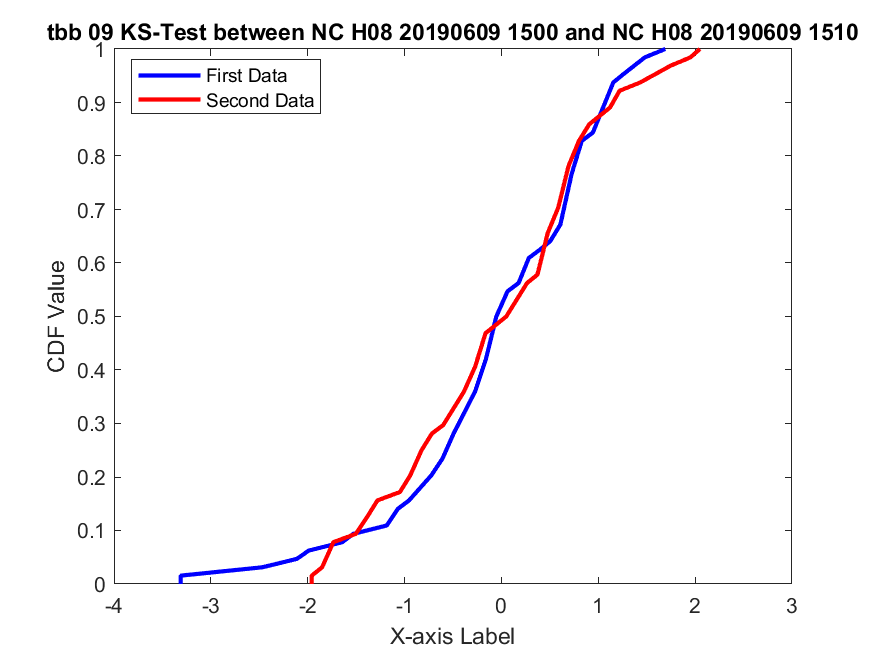 tbb 09 KS-Test between NC H08 20190609 1500 and NC H08 20190609 1510
First Data
Second Data
CDF Value
1
0.9
0.8
0.7
0.6
0.5
0.4
0.3
0.2
0.1
0
-4 -3 -2 -1 0 1 2 3
X-axis Label